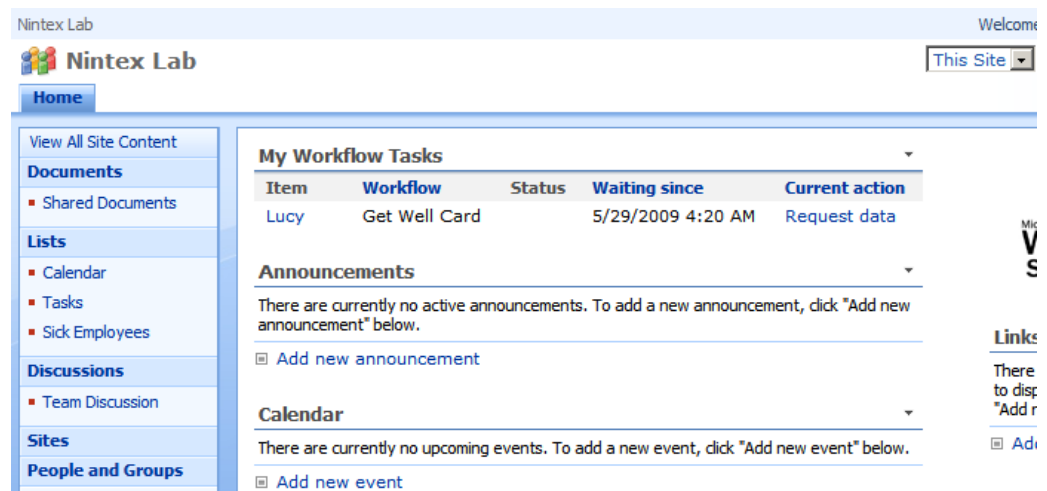 Nintex Lab
Welcome
Nintex Lab
This Site
Home
View All Site Content
Documents
Shared Documents
Lists
Calendar
Tasks
Sick Employees
Discussions
Team Discussion
Sites
People and Groups
My Workflow Tasks
Item Workflow Status Waiting since Current action
Lucy Get Well Card 5/29/2009 4:20 AM Request data
Announcements
There are currently no active announcements. To add a new announcement, click "Add new
announcement" below.
Add new announcement
Calendar
There are currently no upcoming events. To add a new event, click "Add new event" below.
Add new event
Links
There
to disp
"Add n